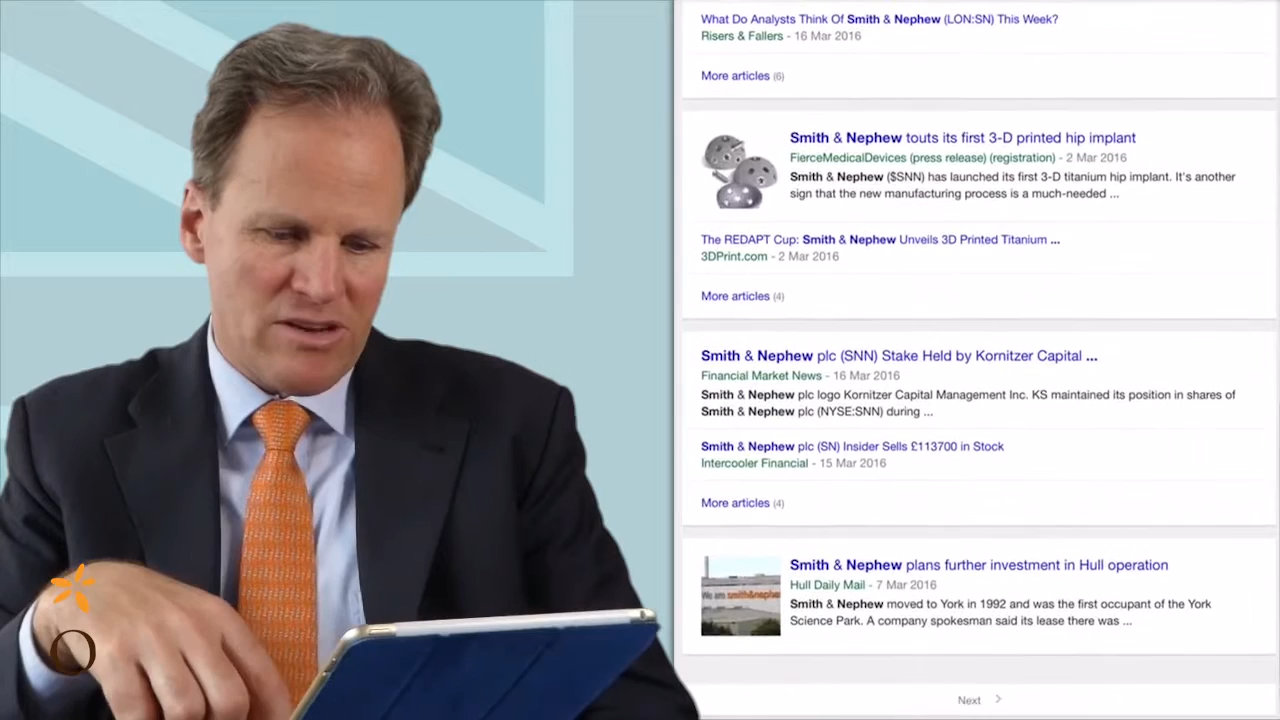 What Do Analysts Think Of Smith & Nephew (LON:SN) This Week?
Risers & Fallers - 16 Mar 2016
More articles (6)
Smith & Nephew touts its first 3-D printed hip implant
FierceMedicalDevices (press release) (registration) - 2 Mar 2016
Smith & Nephew ($SNN) has launched its first 3-D titanium hip implant. It's another
sign that the new manufacturing process is a much-needed ...
The REDAPT Cup: Smith & Nephew Unveils 3D Printed Titanium ...
3DPrint.com - 2 Mar 2016
More articles (4)
Smith & Nephew plc (SNN) Stake Held by Kornitzer Capital ...
Financial Market News - 16 Mar 2016
Smith & Nephew plc logo Kornitzer Capital Management Inc. KS maintained its position in shares of
Smith & Nephew plc (NYSE:SNN) during ...
Smith & Nephew plc (SN) Insider Sells £113700 in Stock
Intercooler Financial - 15 Mar 2016
More articles (4)
Smith & Nephew plans further investment in Hull operation
Hull Daily Mail - 7 Mar 2016
Smith & Nephew moved to York in 1992 and was the first occupant of the York
Science Park. A company spokesman said its lease there was ...
We are smith&nephew
Next >
O